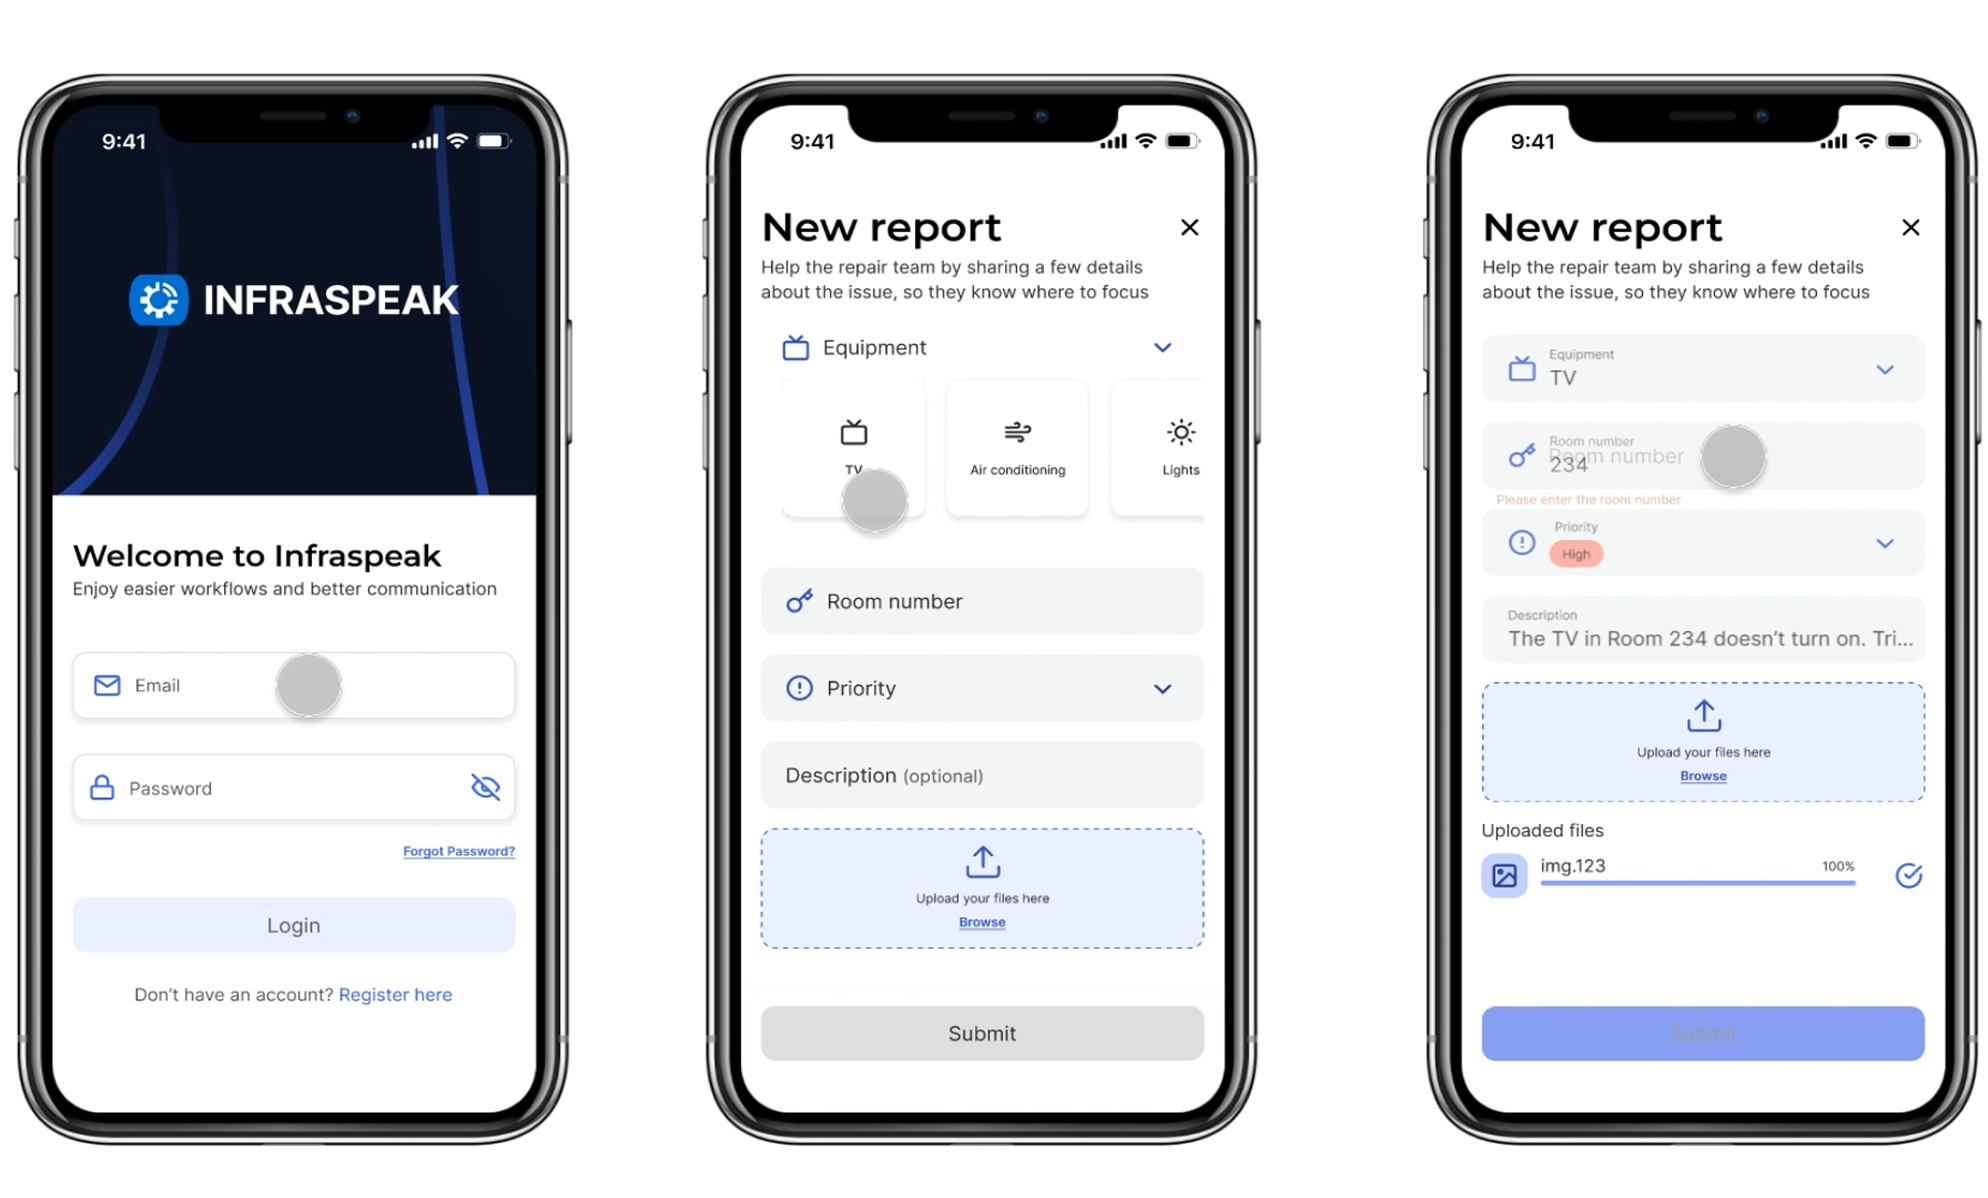 9:41
INFRASPEAK
Welcome to Infraspeak
Enjoy easier workflows and better communication
Email
Password
Forgot Password?
Login
Don't have an account? Register here
9:41
New report
Help the repair team by sharing a few details
about the issue, so they know where to focus
Equipment
TV
Air conditioning
Lights
Room number
Priority
Description (optional)
Upload your files here
Browse
Submit
9:41
New report
Help the repair team by sharing a few details
about the issue, so they know where to focus
Equipment
TV
Room number
Room number
234
Please enter the room number
Priority
High
Description
The TV in Room 234 doesn't turn on. Tri...
Upload your files here
Browse
Uploaded files
img.123 100%
Submit